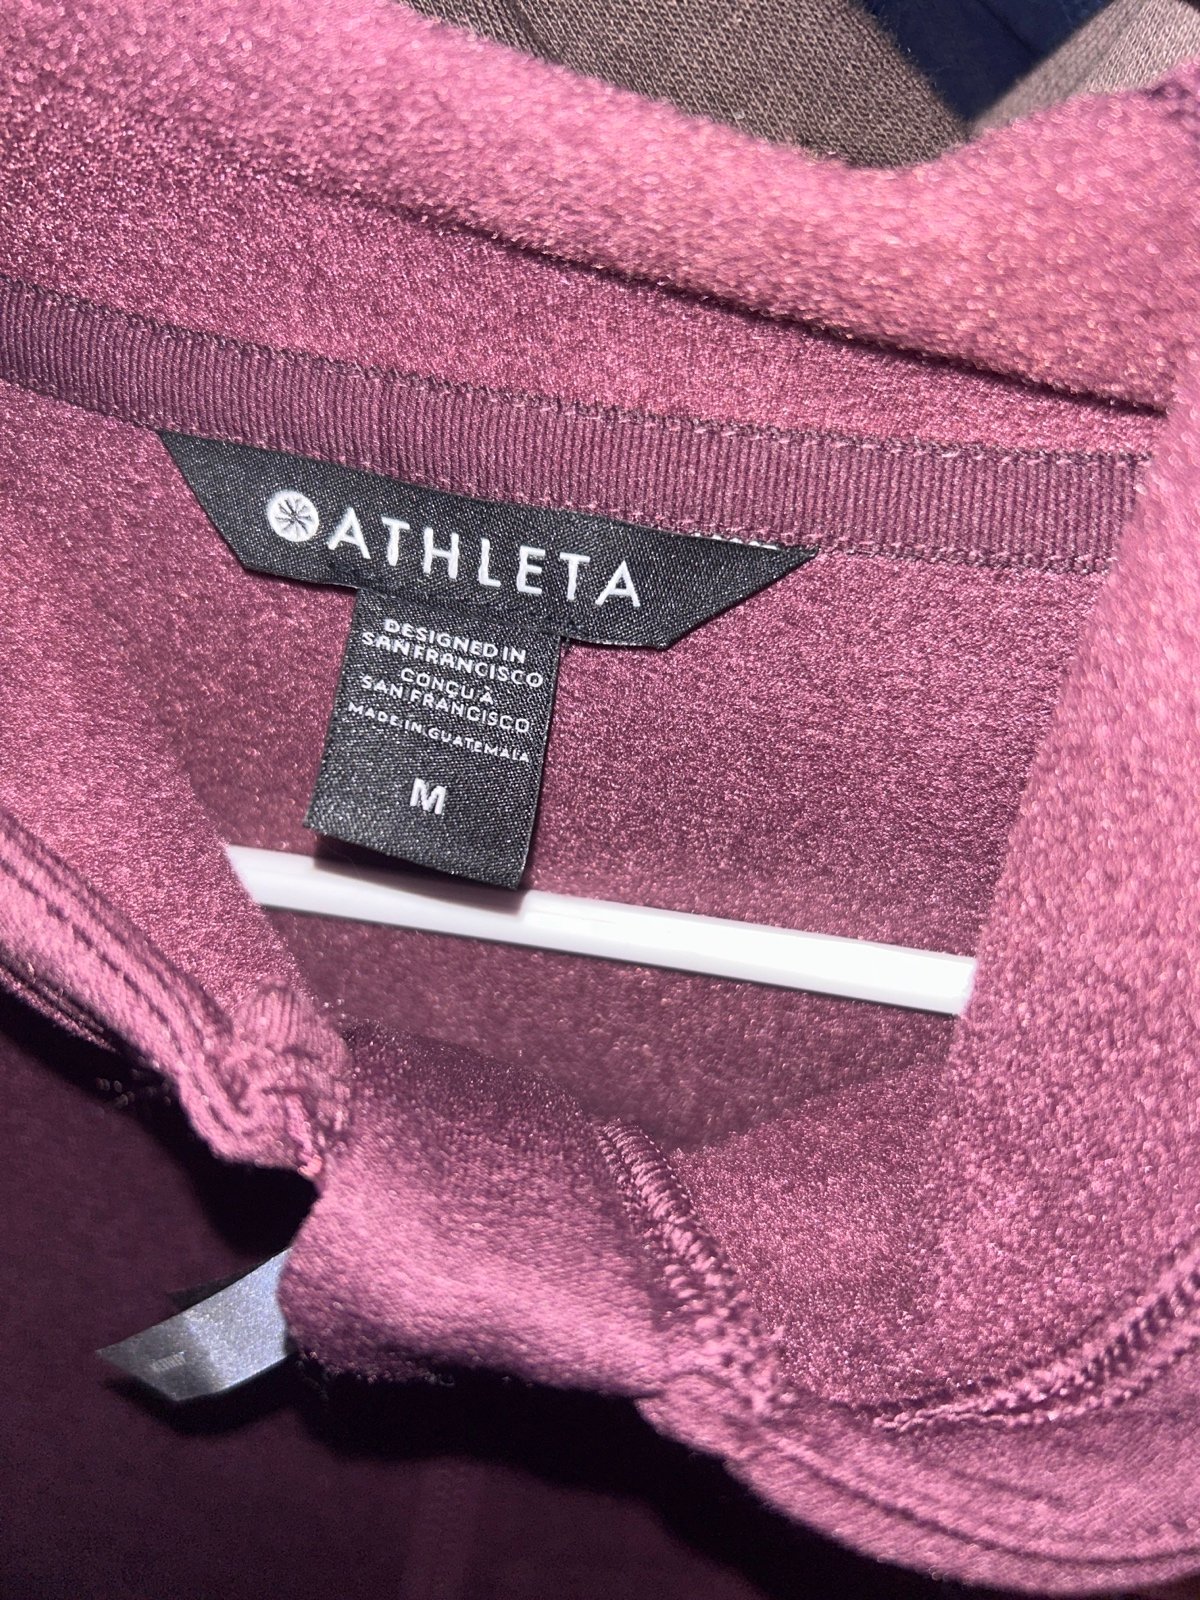 ATHLETA
DESIGNED IN
SAN FRANCISCO
CONÇU À
SAN FRANCISCO
MADE IN GUATEMALA
M